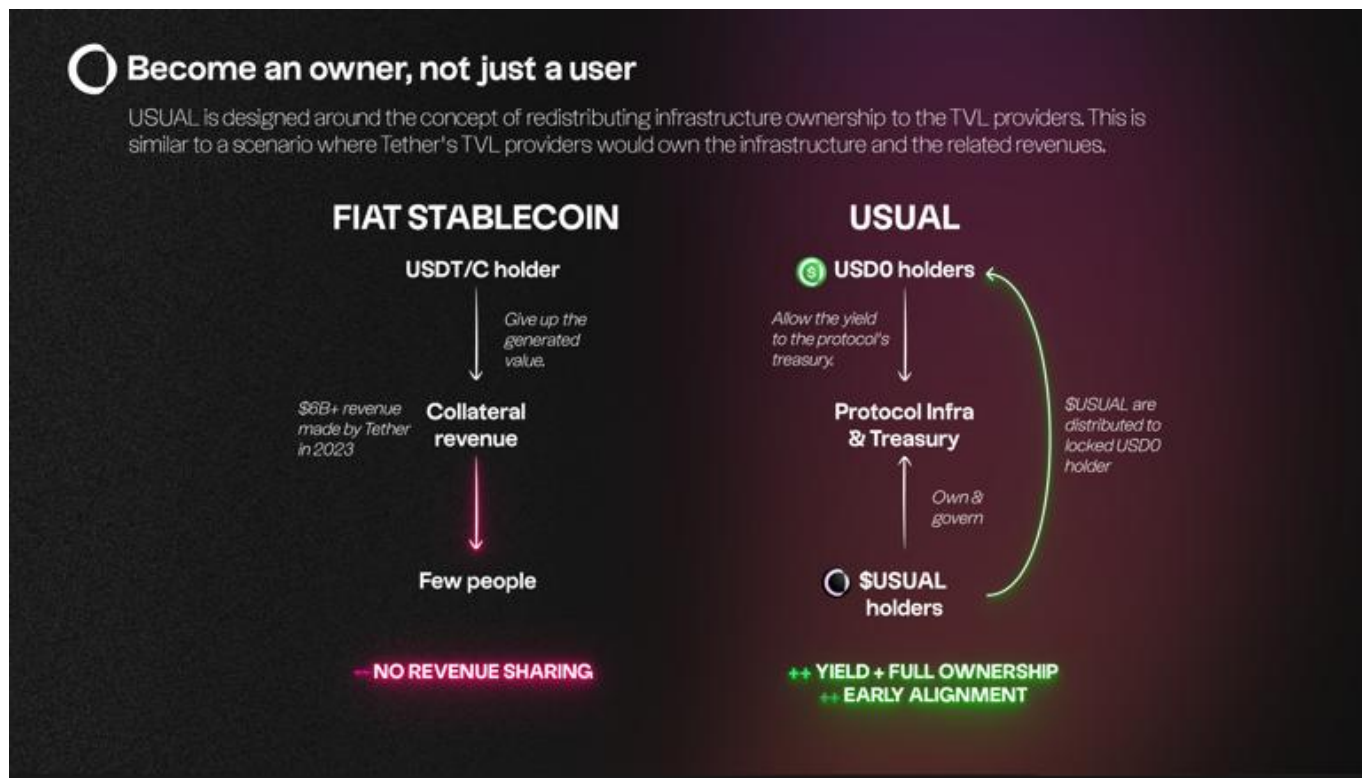 Become an owner, not just a user
USUAL is designed around the concept of redistributing infrastructure ownership to the TVL providers. This is
similar to a scenario where Tether's TVL providers would own the infrastructure and the related revenues.
FIAT STABLECOIN
USDT/C holder
Give up the
generated
value.
$6B+ revenue
made by Tether
in 2023
Collateral
revenue
Few people
-- NO REVENUE SHARING
USUAL
USD0 holders
Allow the yield
to the protocol's
treasury.
Protocol Infra
& Treasury
$USUAL are
distributed to
locked USD0
holder
Own &
govern
$USUAL
holders
++ YIELD + FULL OWNERSHIP
++ EARLY ALIGNMENT